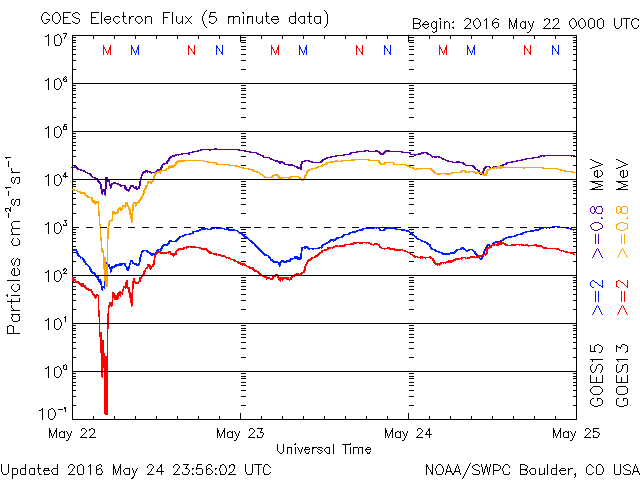 GOES Electron Flux (5 minute data)
Begin: 2016 May 22 0000 UTC
M M N N M M N N M M N N
10⁷
10⁶
10⁵
10⁴
10³
10²
10¹
10⁰
10⁻¹
Particles cm⁻²s⁻¹sr⁻¹
May 22 May 23 May 24 May 25
Universal Time
GOES15 >=2 >=0.8 MeV
GOES13 >=2 >=0.8 MeV
Updated 2016 May 24 23:56:02 UTC
NOAA/SWPC Boulder, CO USA